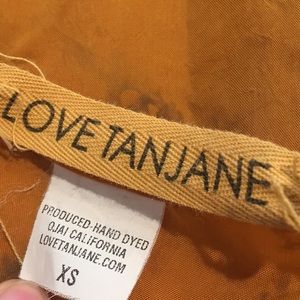 LOVETANJANE
PRODUCED-HAND DYED
OJAI CALIFORNIA
LOVETANJANE.COM
XS